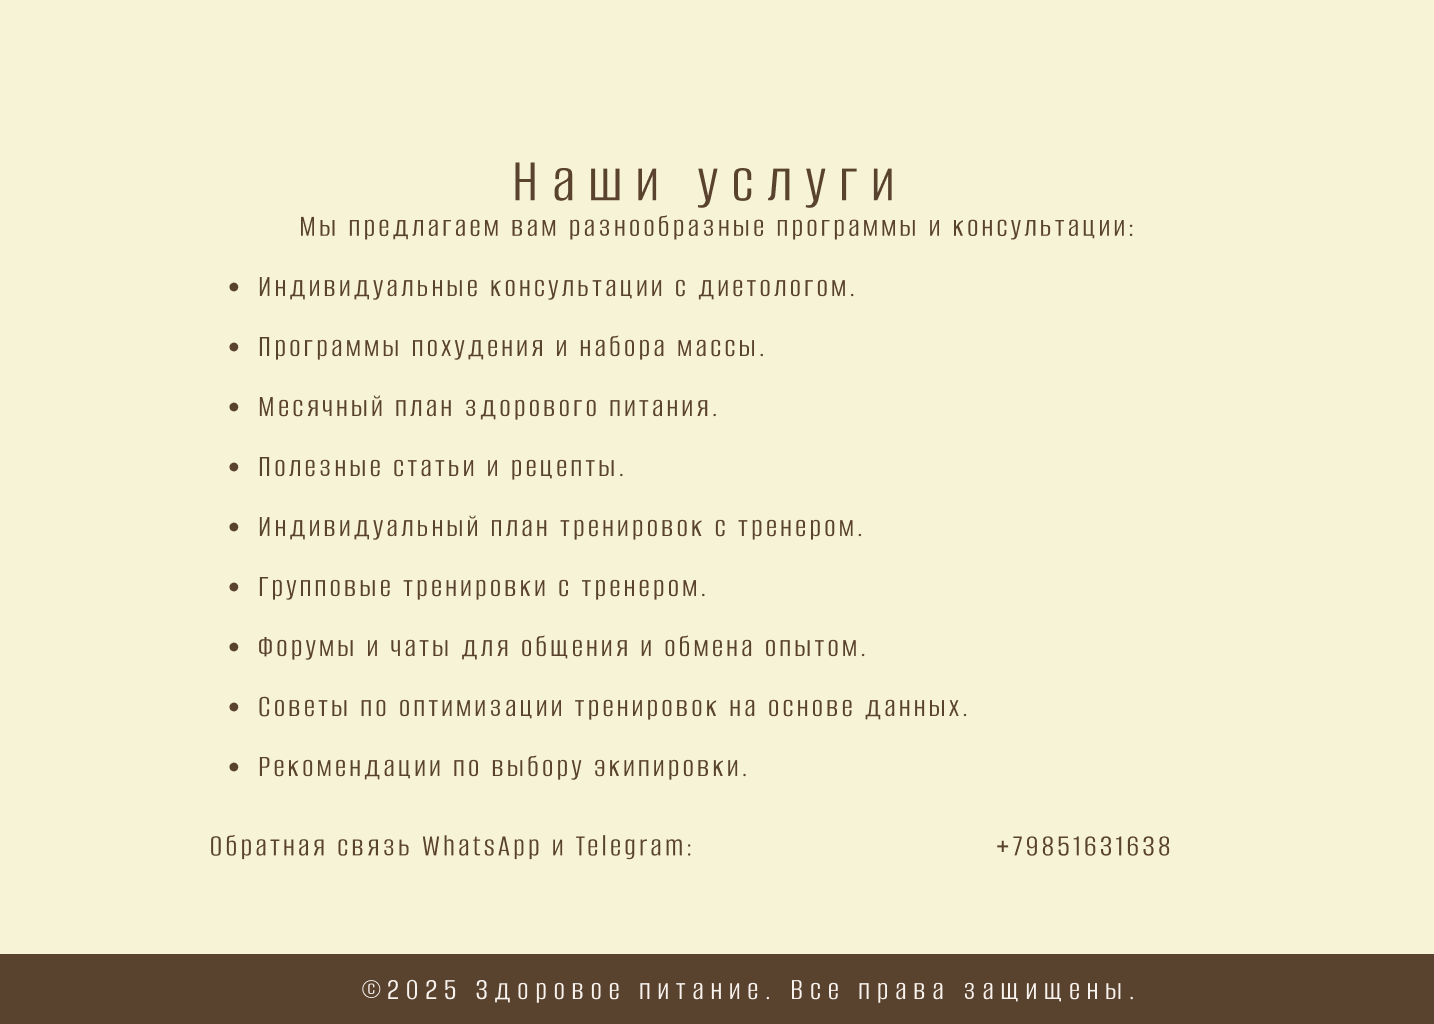 Наши услуги
Мы предлагаем вам разнообразные программы и консультации:
• Индивидуальные консультации с диетологом.
• Программы похудения и набора массы.
• Месячный план здорового питания.
• Полезные статьи и рецепты.
• Индивидуальный план тренировок с тренером.
• Групповые тренировки с тренером.
• Форумы и чаты для общения и обмена опытом.
• Советы по оптимизации тренировок на основе данных.
• Рекомендации по выбору экипировки.
Обратная связь WhatsApp и Telegram: +79851631638
©2025 Здоровое питание. Все права защищены.